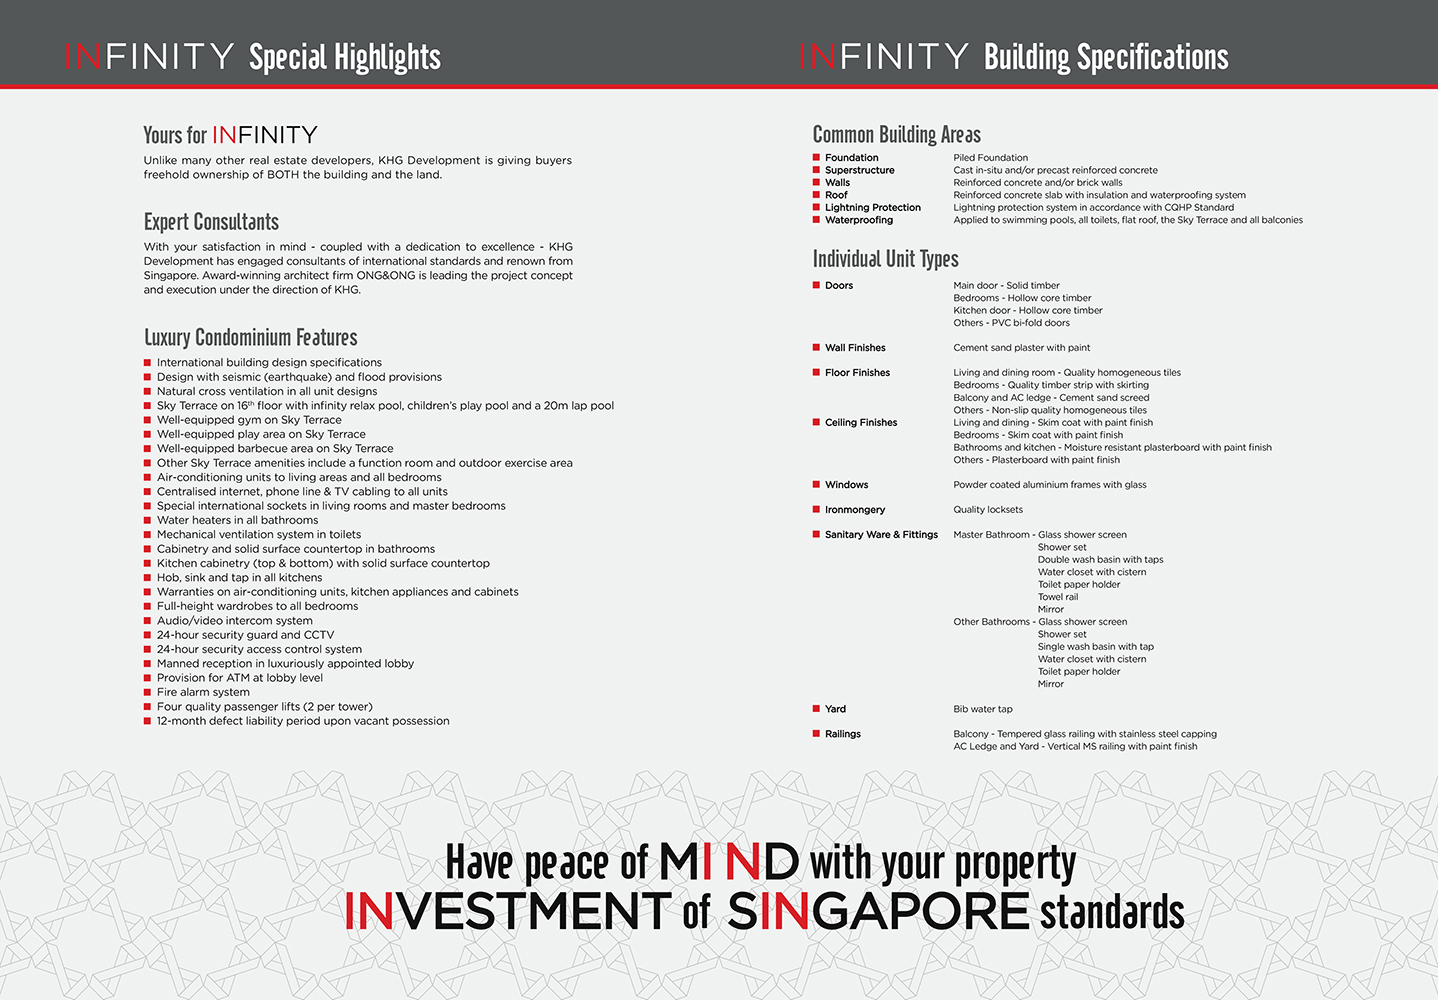 INFINITY Special Highlights
Yours for INFINITY
Unlike many other real estate developers, KHG Development is giving buyers
freehold ownership of BOTH the building and the land.
Expert Consultants
With your satisfaction in mind - coupled with a dedication to excellence - KHG
Development has engaged consultants of international standards and renown from
Singapore. Award-winning architect firm ONG&ONG is leading the project concept
and execution under the direction of KHG.
Luxury Condominium Features
International building design specifications
Design with seismic (earthquake) and flood provisions
Natural cross ventilation in all unit designs
Sky Terrace on 16th floor with infinity relax pool, children's play pool and a 20m lap pool
Well-equipped gym on Sky Terrace
Well-equipped play area on Sky Terrace
Well-equipped barbecue area on Sky Terrace
Other Sky Terrace amenities include a function room and outdoor exercise area
Air-conditioning units to living areas and all bedrooms
Centralised internet, phone line & TV cabling to all units
Special international sockets in living rooms and master bedrooms
Water heaters in all bathrooms
Mechanical ventilation system in toilets
Cabinetry and solid surface countertop in bathrooms
Kitchen cabinetry (top & bottom) with solid surface countertop
Hob, sink and tap in all kitchens
Warranties on air-conditioning units, kitchen appliances and cabinets
Full-height wardrobes to all bedrooms
Audio/video intercom system
24-hour security guard and CCTV
24-hour security access control system
Manned reception in luxuriously appointed lobby
Provision for ATM at lobby level
Fire alarm system
Four quality passenger lifts (2 per tower)
12-month defect liability period upon vacant possession
INFINITY Building Specifications
Common Building Areas
Foundation Piled Foundation
Superstructure Cast in-situ and/or precast reinforced concrete
Walls Reinforced concrete and/or brick walls
Roof Reinforced concrete slab with insulation and waterproofing system
Lightning Protection Lightning protection system in accordance with CQHP Standard
Waterproofing Applied to swimming pools, all toilets, flat roof, the Sky Terrace and all balconies
Individual Unit Types
Doors Main door - Solid timber
Bedrooms - Hollow core timber
Kitchen door - Hollow core timber
Others - PVC bi-fold doors
Wall Finishes Cement sand plaster with paint
Floor Finishes Living and dining room - Quality homogeneous tiles
Bedrooms - Quality timber strip with skirting
Balcony and AC ledge - Cement sand screed
Others - Non-slip quality homogeneous tiles
Ceiling Finishes Living and dining - Skim coat with paint finish
Bedrooms - Skim coat with paint finish
Bathrooms and kitchen - Moisture resistant plasterboard with paint finish
Others - Plasterboard with paint finish
Windows Powder coated aluminium frames with glass
Ironmongery Quality locksets
Sanitary Ware & Fittings Master Bathroom - Glass shower screen
Shower set
Double wash basin with taps
Water closet with cistern
Toilet paper holder
Towel rail
Mirror
Other Bathrooms - Glass shower screen
Shower set
Single wash basin with tap
Water closet with cistern
Toilet paper holder
Mirror
Yard Bib water tap
Railings Balcony - Tempered glass railing with stainless steel capping
AC Ledge and Yard - Vertical MS railing with paint finish
Have peace of MIND with your property
INVESTMENT of SINGAPORE standards